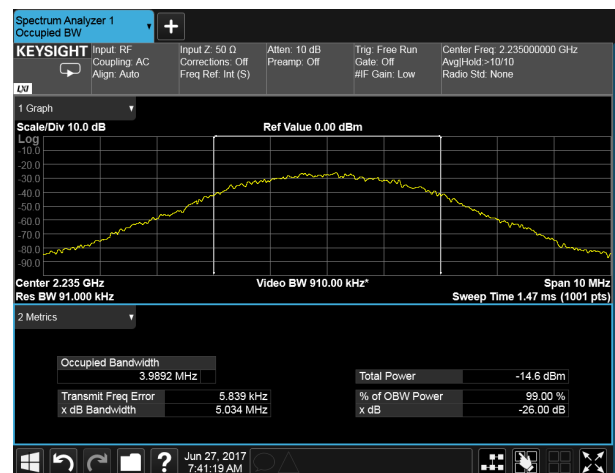 Spectrum Analyzer 1
Occupied BW
KEYSIGHT
LXI
Input: RF
Coupling: AC
Align: Auto
Input Z: 50 Ω
Corrections: Off
Freq Ref: Int (S)
Atten: 10 dB
Preamp: Off
Trig: Free Run
Gate: Off
#IF Gain: Low
Center Freq: 2.235000000 GHz
Avg|Hold:>10/10
Radio Std: None
1 Graph
Scale/Div 10.0 dB
Ref Value 0.00 dBm
Log
-10.0
-20.0
-30.0
-40.0
-50.0
-60.0
-70.0
-80.0
-90.0
Center 2.235 GHz
Video BW 910.00 kHz*
Span 10 MHz
Res BW 91.000 kHz
Sweep Time 1.47 ms (1001 pts)
2 Metrics
Occupied Bandwidth
3.9892 MHz
Total Power -14.6 dBm
Transmit Freq Error 5.839 kHz
% of OBW Power 99.00 %
x dB Bandwidth 5.034 MHz
x dB -26.00 dB
?
Jun 27, 2017
7:41:19 AM